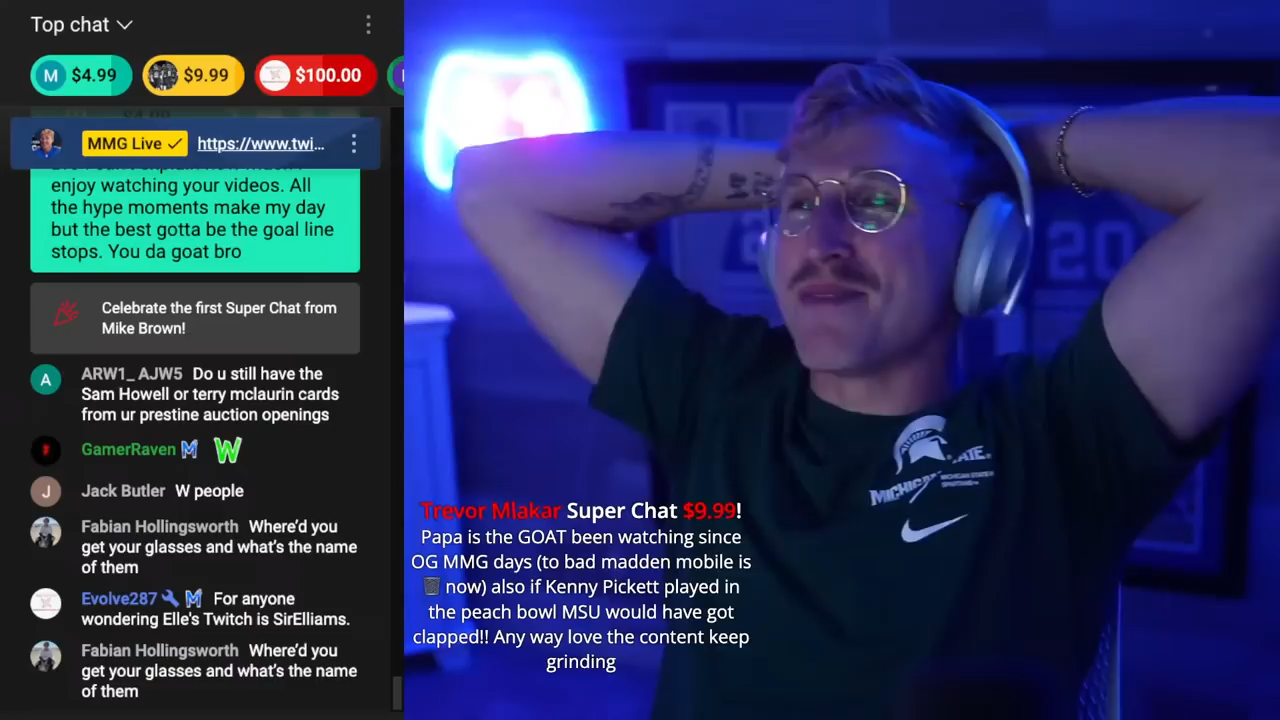 Top chat
M $4.99
$9.99
$100.00
MMG Live https://www.twi...
enjoy watching your videos. All
the hype moments make my day
but the best gotta be the goal line
stops. You da goat bro
Celebrate the first Super Chat from
Mike Brown!
A ARW1_AJW5 Do u still have the
Sam Howell or terry mclaurin cards
from ur prestine auction openings
GamerRaven M W
J Jack Butler W people
Fabian Hollingsworth Where'd you
get your glasses and what's the name
of them
Evolve287 M For anyone
wondering Elle's Twitch is SirElliams.
Fabian Hollingsworth Where'd you
get your glasses and what's the name
of them
Trevor Mlakar Super Chat $9.99!
Papa is the GOAT been watching since
OG MMG days (to bad madden mobile is
🗑 now) also if Kenny Pickett played in
the peach bowl MSU would have got
clapped!! Any way love the content keep
grinding
20